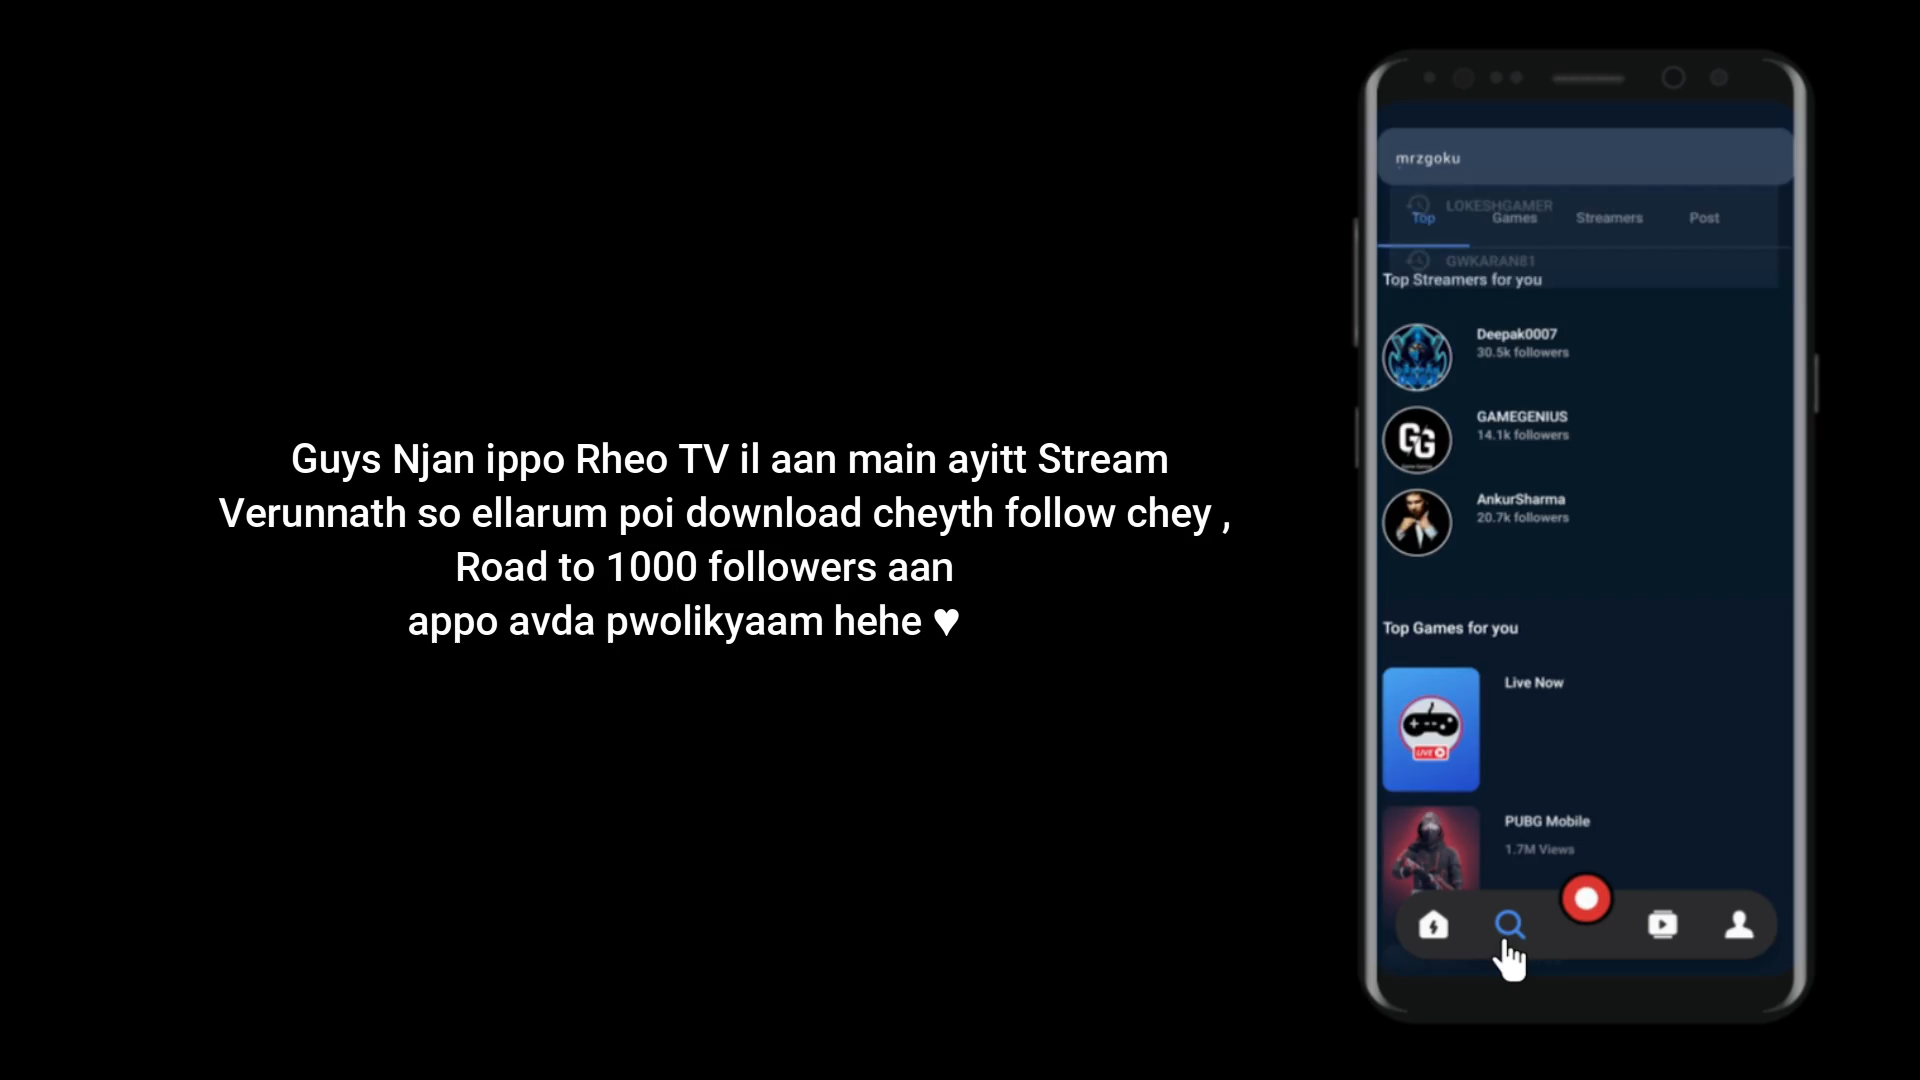 Guys Njan ippo Rheo TV il aan main ayitt Stream
Verunnath so ellarum poi download cheyth follow chey ,
Road to 1000 followers aan
appo avda pwolikyaam hehe ♥
mrzgoku
LOKESHGAMER
Top Games Streamers Post
GWKARAN81
Top Streamers for you
Deepak0007
30.5k followers
GAMEGENIUS
14.1k followers
AnkurSharma
20.7k followers
Top Games for you
Live Now
LIVE
PUBG Mobile
1.7M Views